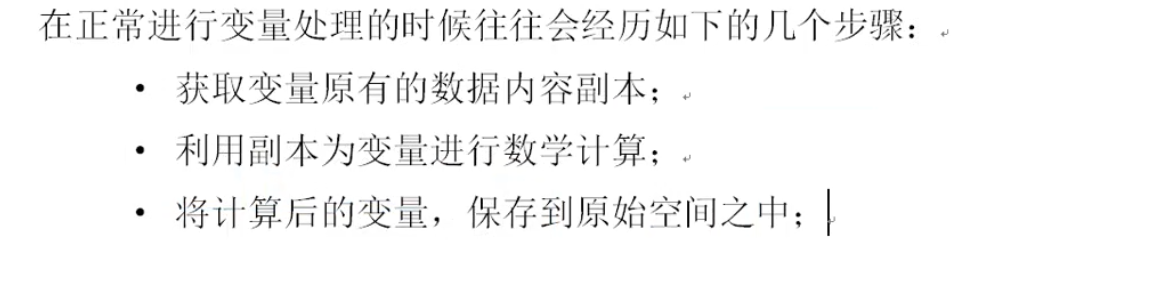 在正常进行变量处理的时候往往会经历如下的几个步骤：
• 获取变量原有的数据内容副本；
• 利用副本为变量进行数学计算；
• 将计算后的变量，保存到原始空间之中；